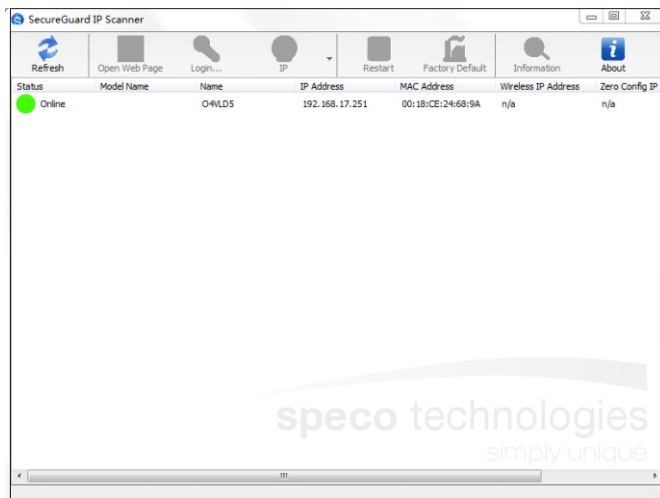 SecureGuard IP Scanner
Refresh Open Web Page Login... IP Restart Factory Default Information About
Status Model Name Name IP Address MAC Address Wireless IP Address Zero Config IP
Online O4VLD5 192.168.17.251 00:18:CE:24:68:9A n/a n/a
speco technologies
simply unique